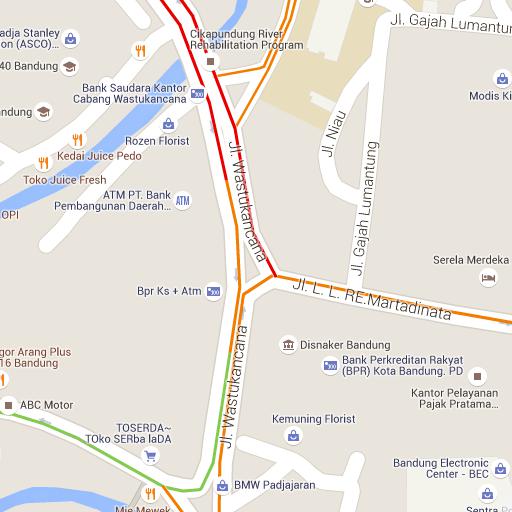 Jl. Gajah Lumantung
adja Stanley
(ASCO)...
Cikapundung River
Rehabilitation Program
40 Bandung
Bank Saudara Kantor
Cabang Wastukancana
Modis Ki
andung
Rozen Florist
Jl. Niau
Kedai Juice Pedo
Toko Juice Fresh
Jl. Wastukancana
Jl. Gajah Lumantung
ATM PT. Bank
Pembangunan Daerah...
ATM
OPI
Serela Merdeka
Bpr Ks + Atm
Jl. L. L. RE.Martadinata
Jl. Wastukancana
Disnaker Bandung
gor Arang Plus
16 Bandung
Bank Perkreditan Rakyat
(BPR) Kota Bandung. PD
Kantor Pelayanan
Pajak Pratama...
ABC Motor
TOSERDA~
TOko SERba laDA
Kemuning Florist
Bandung Electronic
Center - BEC
BMW Padjajaran
Mie Mewek
Sentra Po